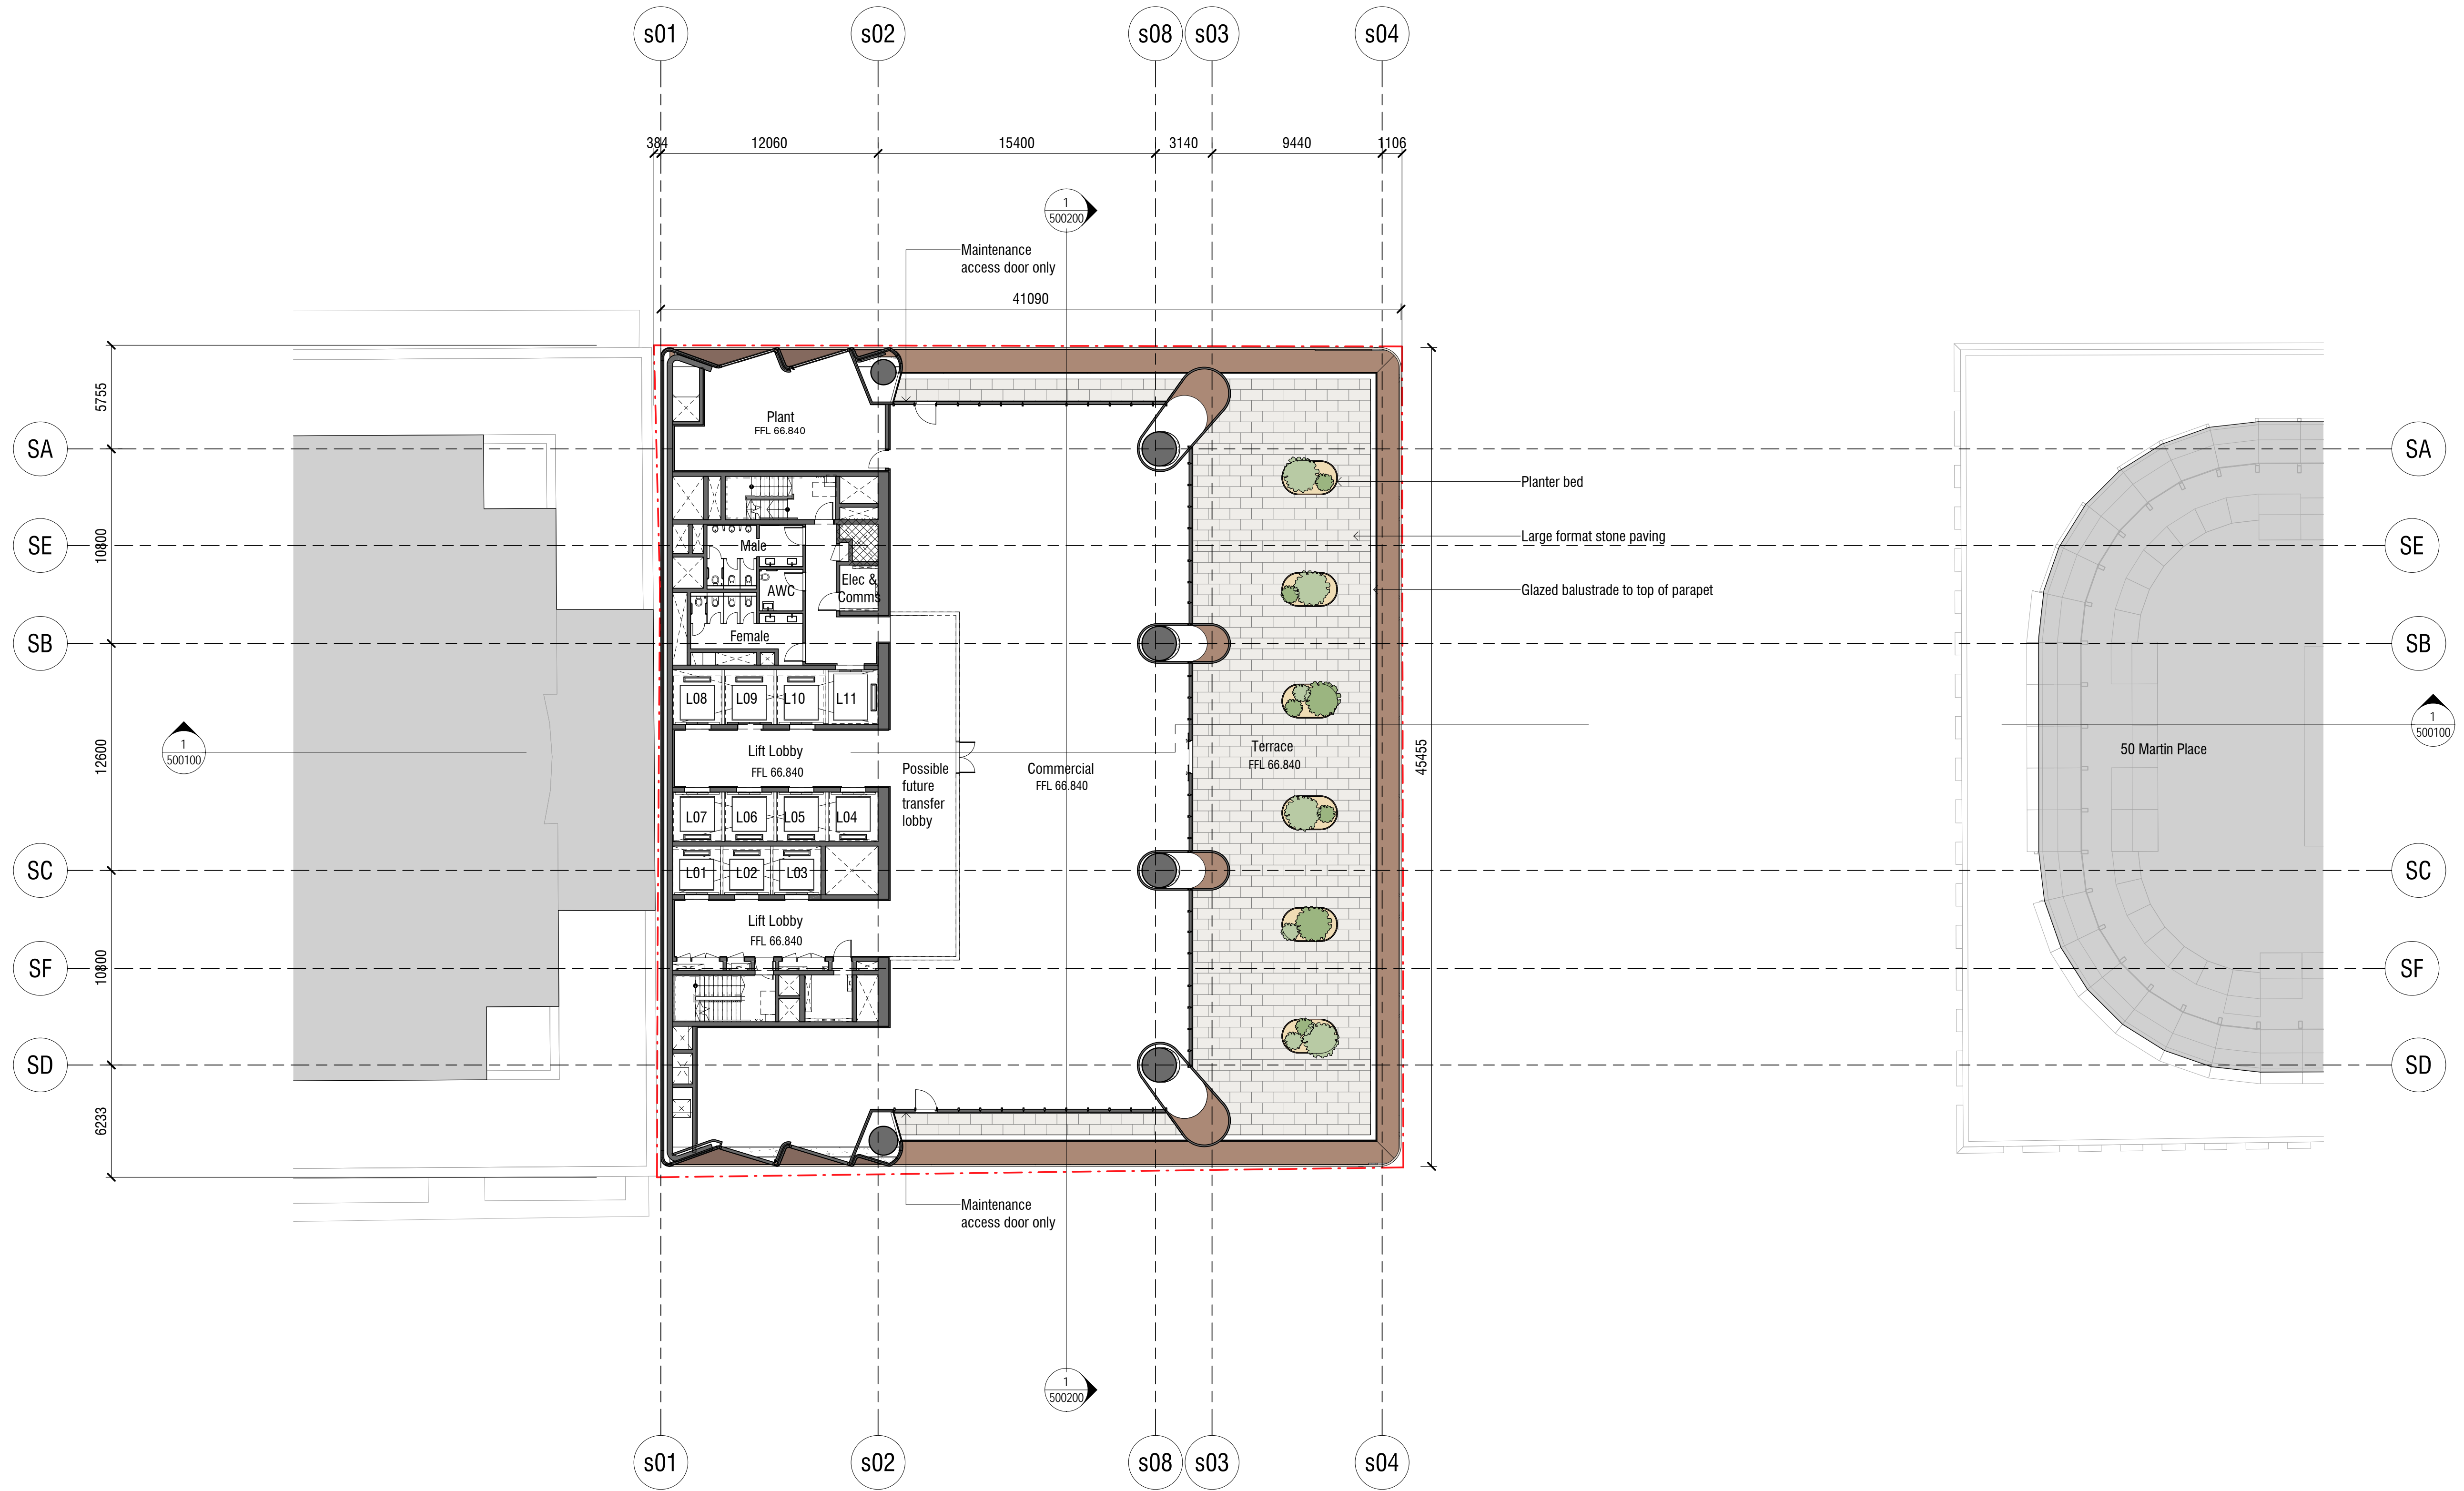 s01
s02
s08
s03
s04
384
12060
15400
3140
9440
1106
1
500200
Maintenance
access door only
41090
5755
SA
SA
Plant
FFL 66.840
Planter bed
10800
SE
SE
Male
Large format stone paving
Elec &
Comms
AWC
Glazed balustrade to top of parapet
SB
SB
Female
L08
L09
L10
L11
1
500100
12600
Lift Lobby
FFL 66.840
Possible
future
transfer
lobby
Commercial
FFL 66.840
Terrace
FFL 66.840
45455
50 Martin Place
1
500100
L07
L06
L05
L04
SC
SC
L01
L02
L03
Lift Lobby
FFL 66.840
10800
SF
SF
SD
SD
6233
Maintenance
access door only
1
500200
s01
s02
s08
s03
s04